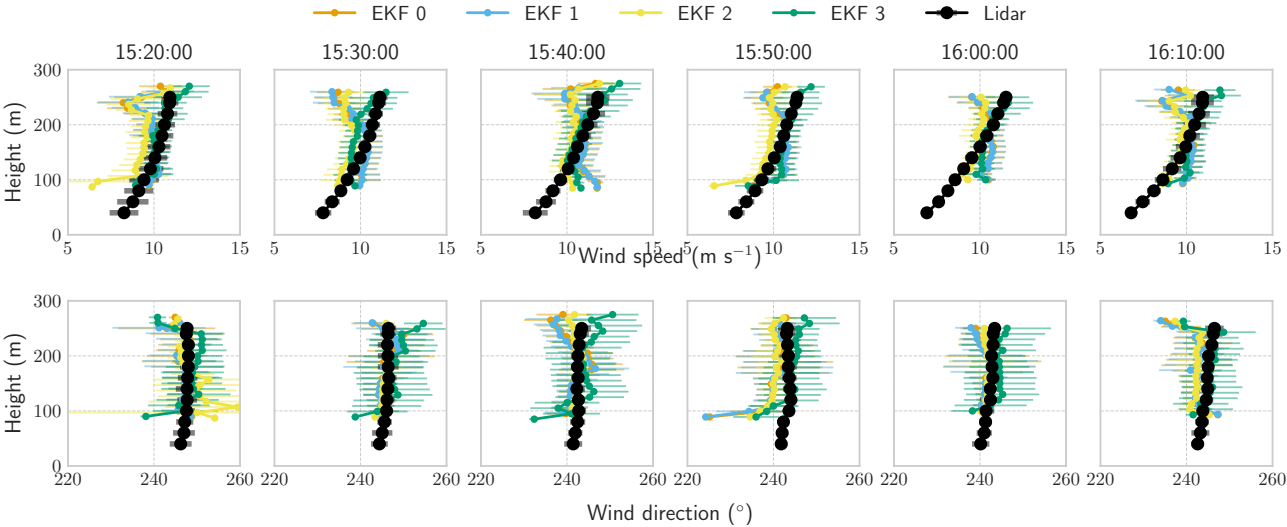 EKF 0 EKF 1 EKF 2 EKF 3 Lidar
15:20:00 15:30:00 15:40:00 15:50:00 16:00:00 16:10:00
Height (m)
300
200
100
0
5 10 15 5 10 15 5 10 15 5 10 15 5 10 15 5 10 15
Wind speed (m s⁻¹)
Height (m)
300
200
100
0
220 240 260 220 240 260 220 240 260 220 240 260 220 240 260 220 240 260
Wind direction (°)